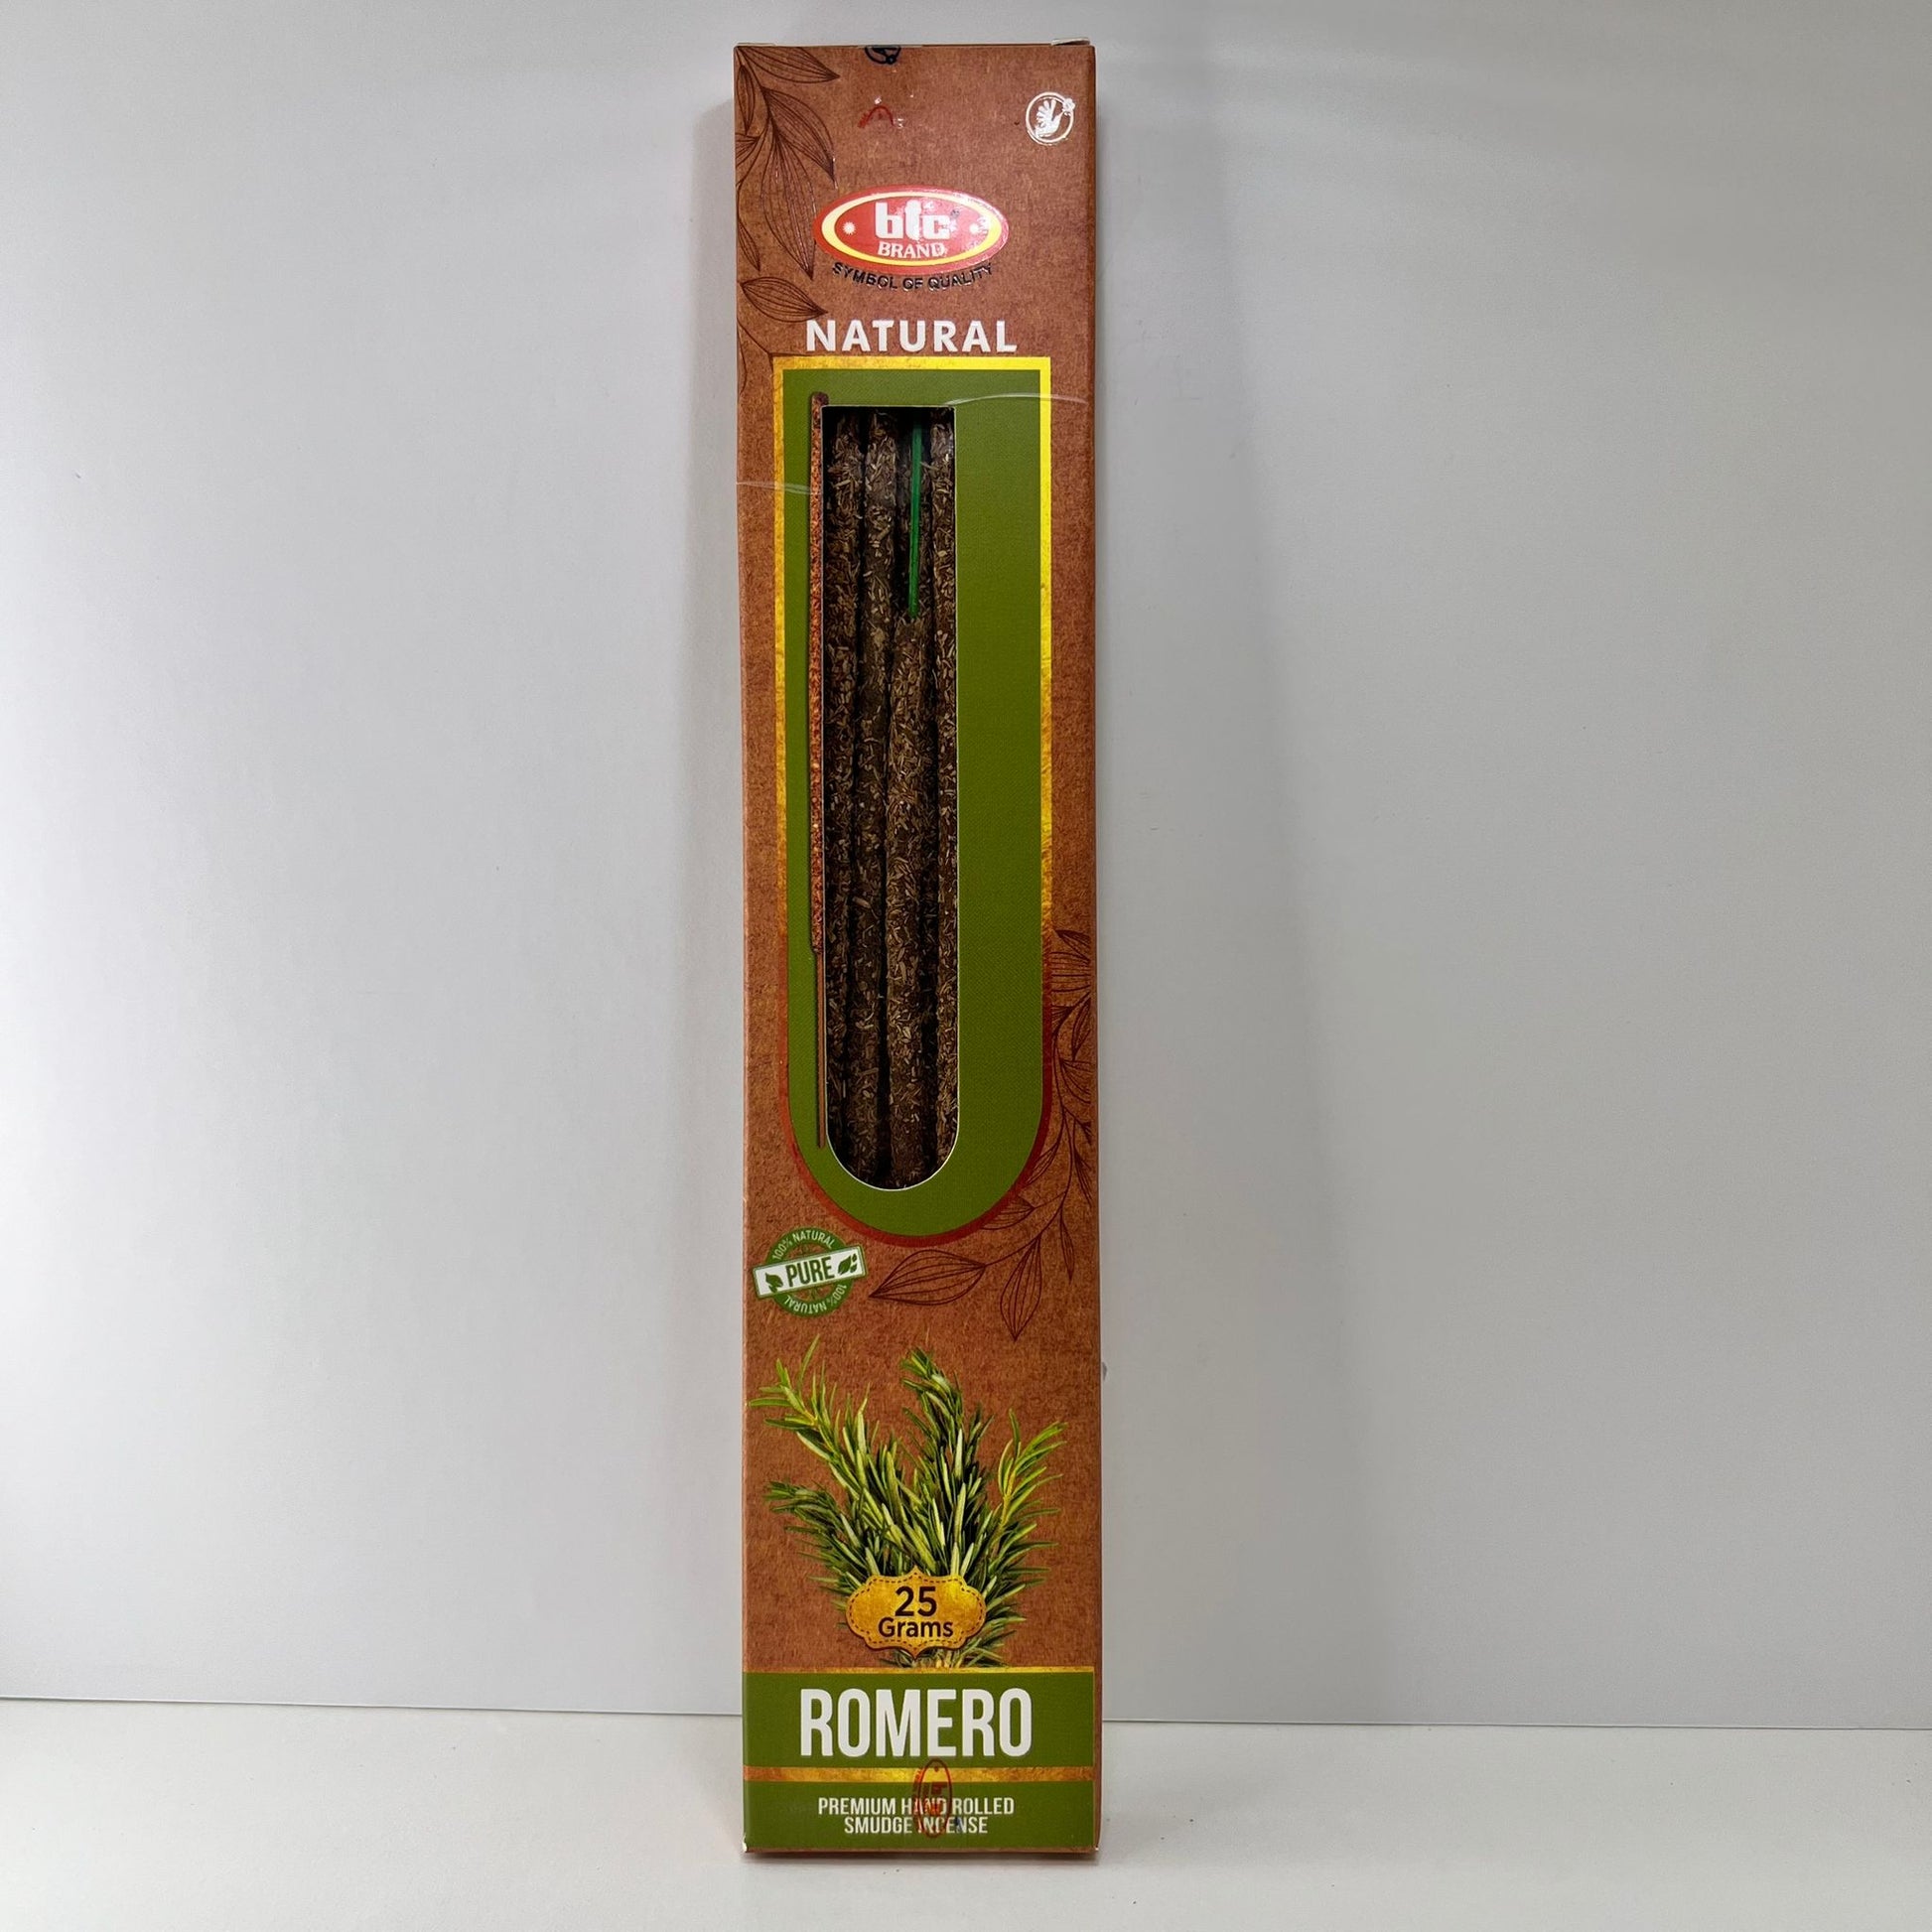 btc
BRAND
SYMBOL OF QUALITY
NATURAL
100% NATURAL
PURE
100% NATURAL
25
Grams
ROMERO
PREMIUM HAND ROLLED
SMUDGE INCENSE